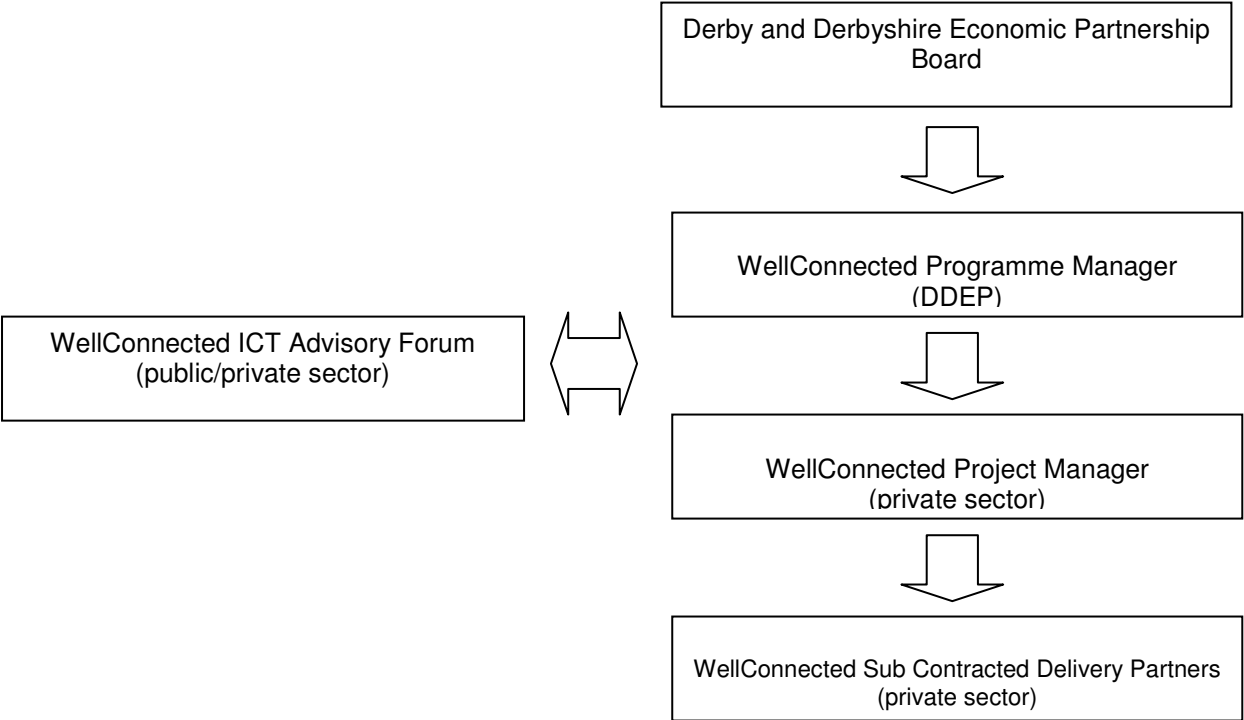 Derby and Derbyshire Economic Partnership
Board
WellConnected Programme Manager
(DDEP)
WellConnected ICT Advisory Forum
(public/private sector)
WellConnected Project Manager
(private sector)
WellConnected Sub Contracted Delivery Partners
(private sector)